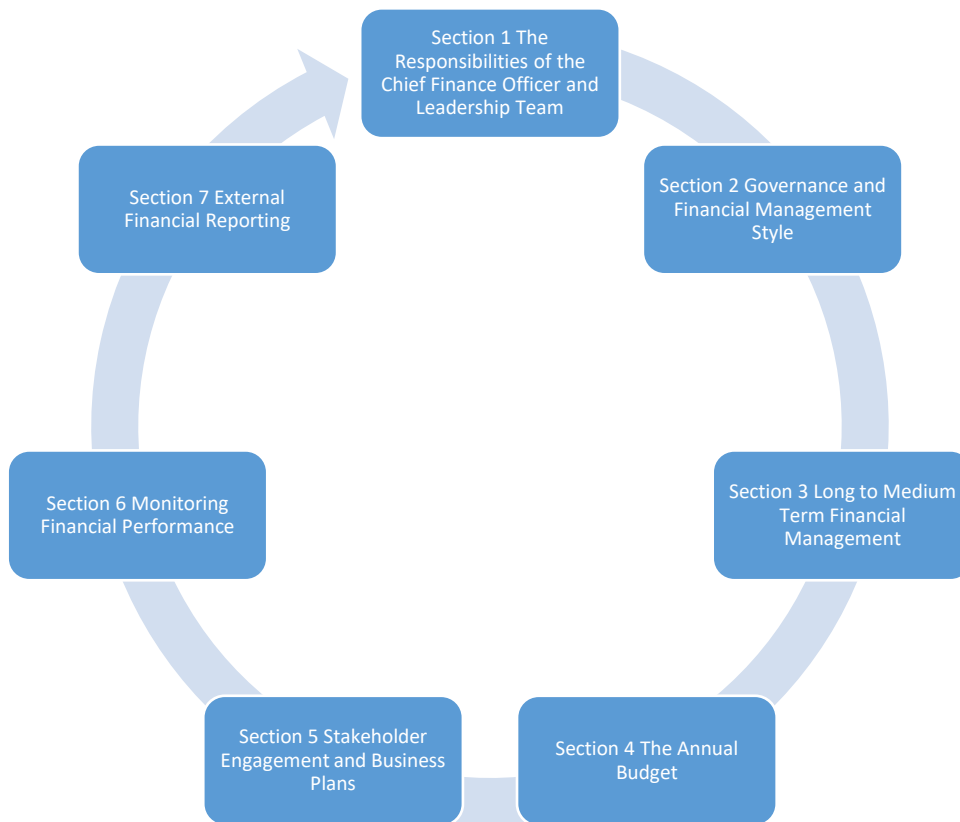 Section 1 The
Responsibilities of the
Chief Finance Officer and
Leadership Team
Section 2 Governance and
Financial Management
Style
Section 3 Long to Medium
Term Financial
Management
Section 4 The Annual
Budget
Section 5 Stakeholder
Engagement and Business
Plans
Section 6 Monitoring
Financial Performance
Section 7 External
Financial Reporting